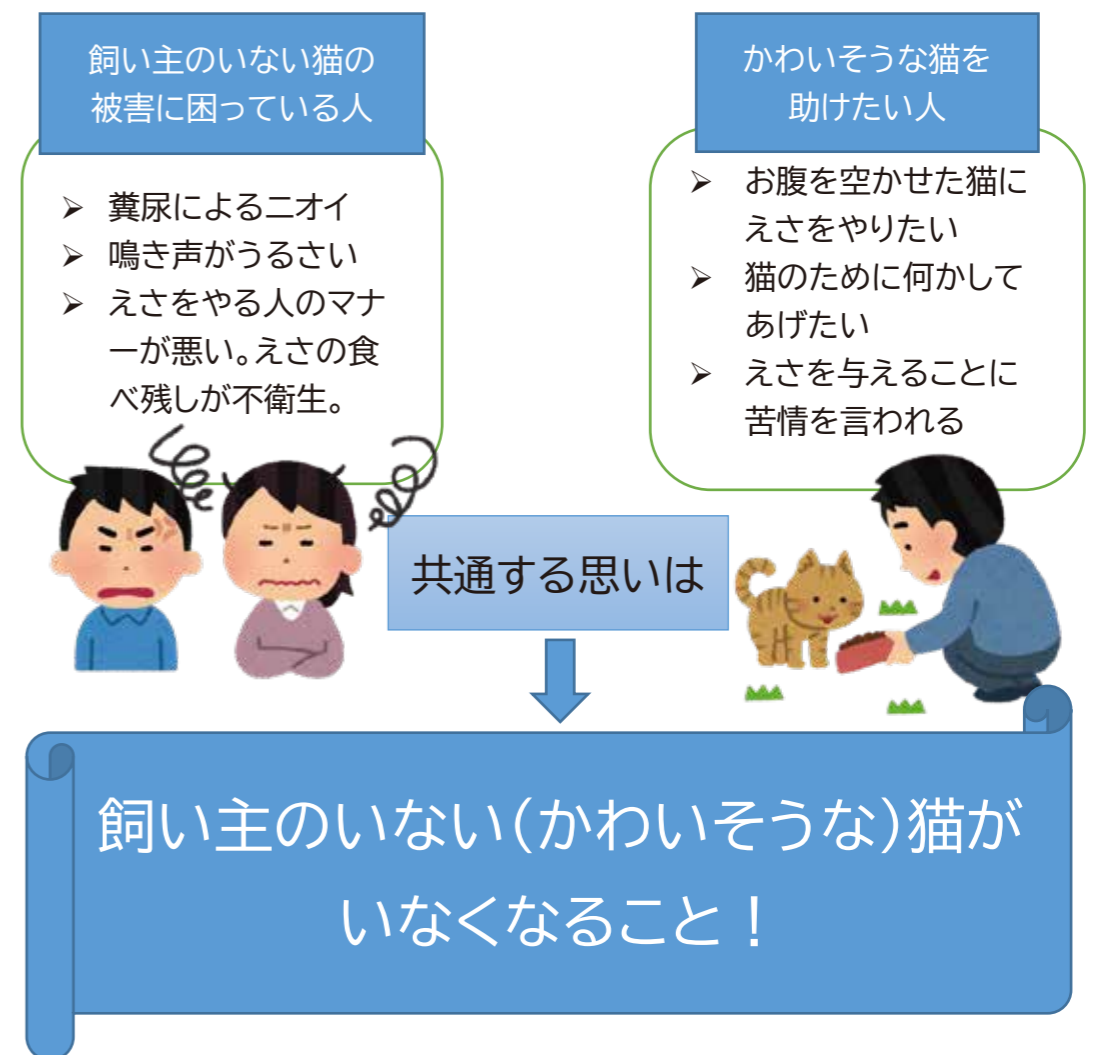 飼い主のいない猫の
被害に困っている人
➢ 糞尿によるニオイ
➢ 鳴き声がうるさい
➢ えさをやる人のマナ
ーが悪い。えさの食
べ残しが不衛生。
かわいそうな猫を
助けたい人
➢ お腹を空かせた猫に
えさをやりたい
➢ 猫のために何かして
あげたい
➢ えさを与えることに
苦情を言われる
共通する思いは
飼い主のいない(かわいそうな)猫が
いなくなること！